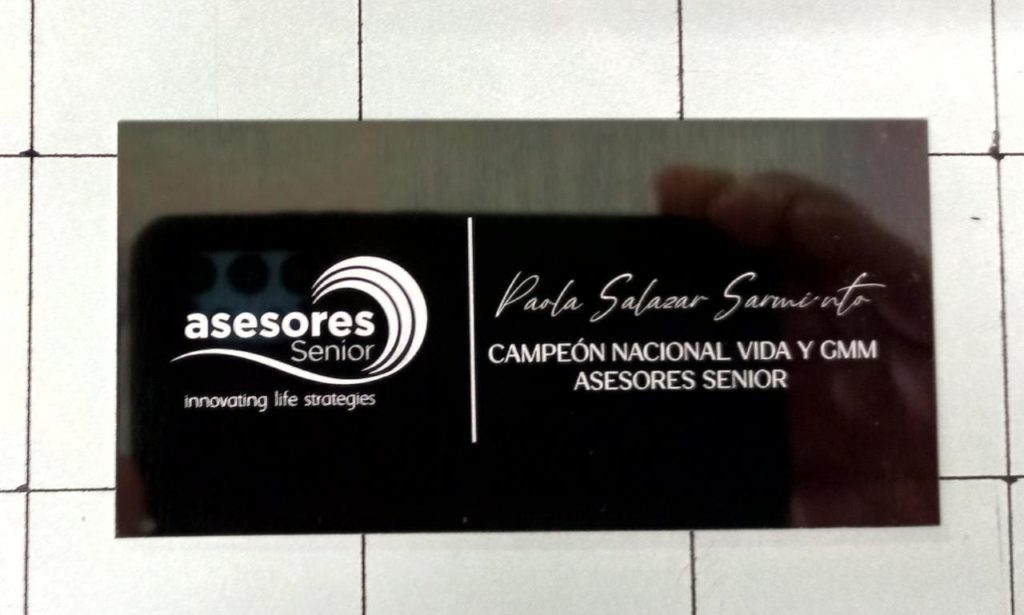 asesores
Senior
innovating life strategies
Paola Salazar Sarmiento
CAMPEÓN NACIONAL VIDA Y GMM
ASESORES SENIOR